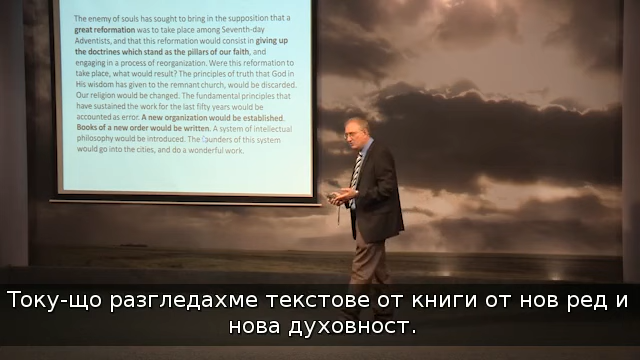 The enemy of souls has sought to bring in the supposition that a
great reformation was to take place among Seventh-day
Adventists, and that this reformation would consist in giving up
the doctrines which stand as the pillars of our faith, and
engaging in a process of reorganization. Were this reformation to
take place, what would result? The principles of truth that God in
His wisdom has given to the remnant church, would be discarded.
Our religion would be changed. The fundamental principles that
have sustained the work for the last fifty years would be
accounted as error. A new organization would be established.
Books of a new order would be written. A system of intellectual
philosophy would be introduced. The founders of this system
would go into the cities, and do a wonderful work.
Току-що разгледахме текстове от книги от нов ред и
нова духовност.